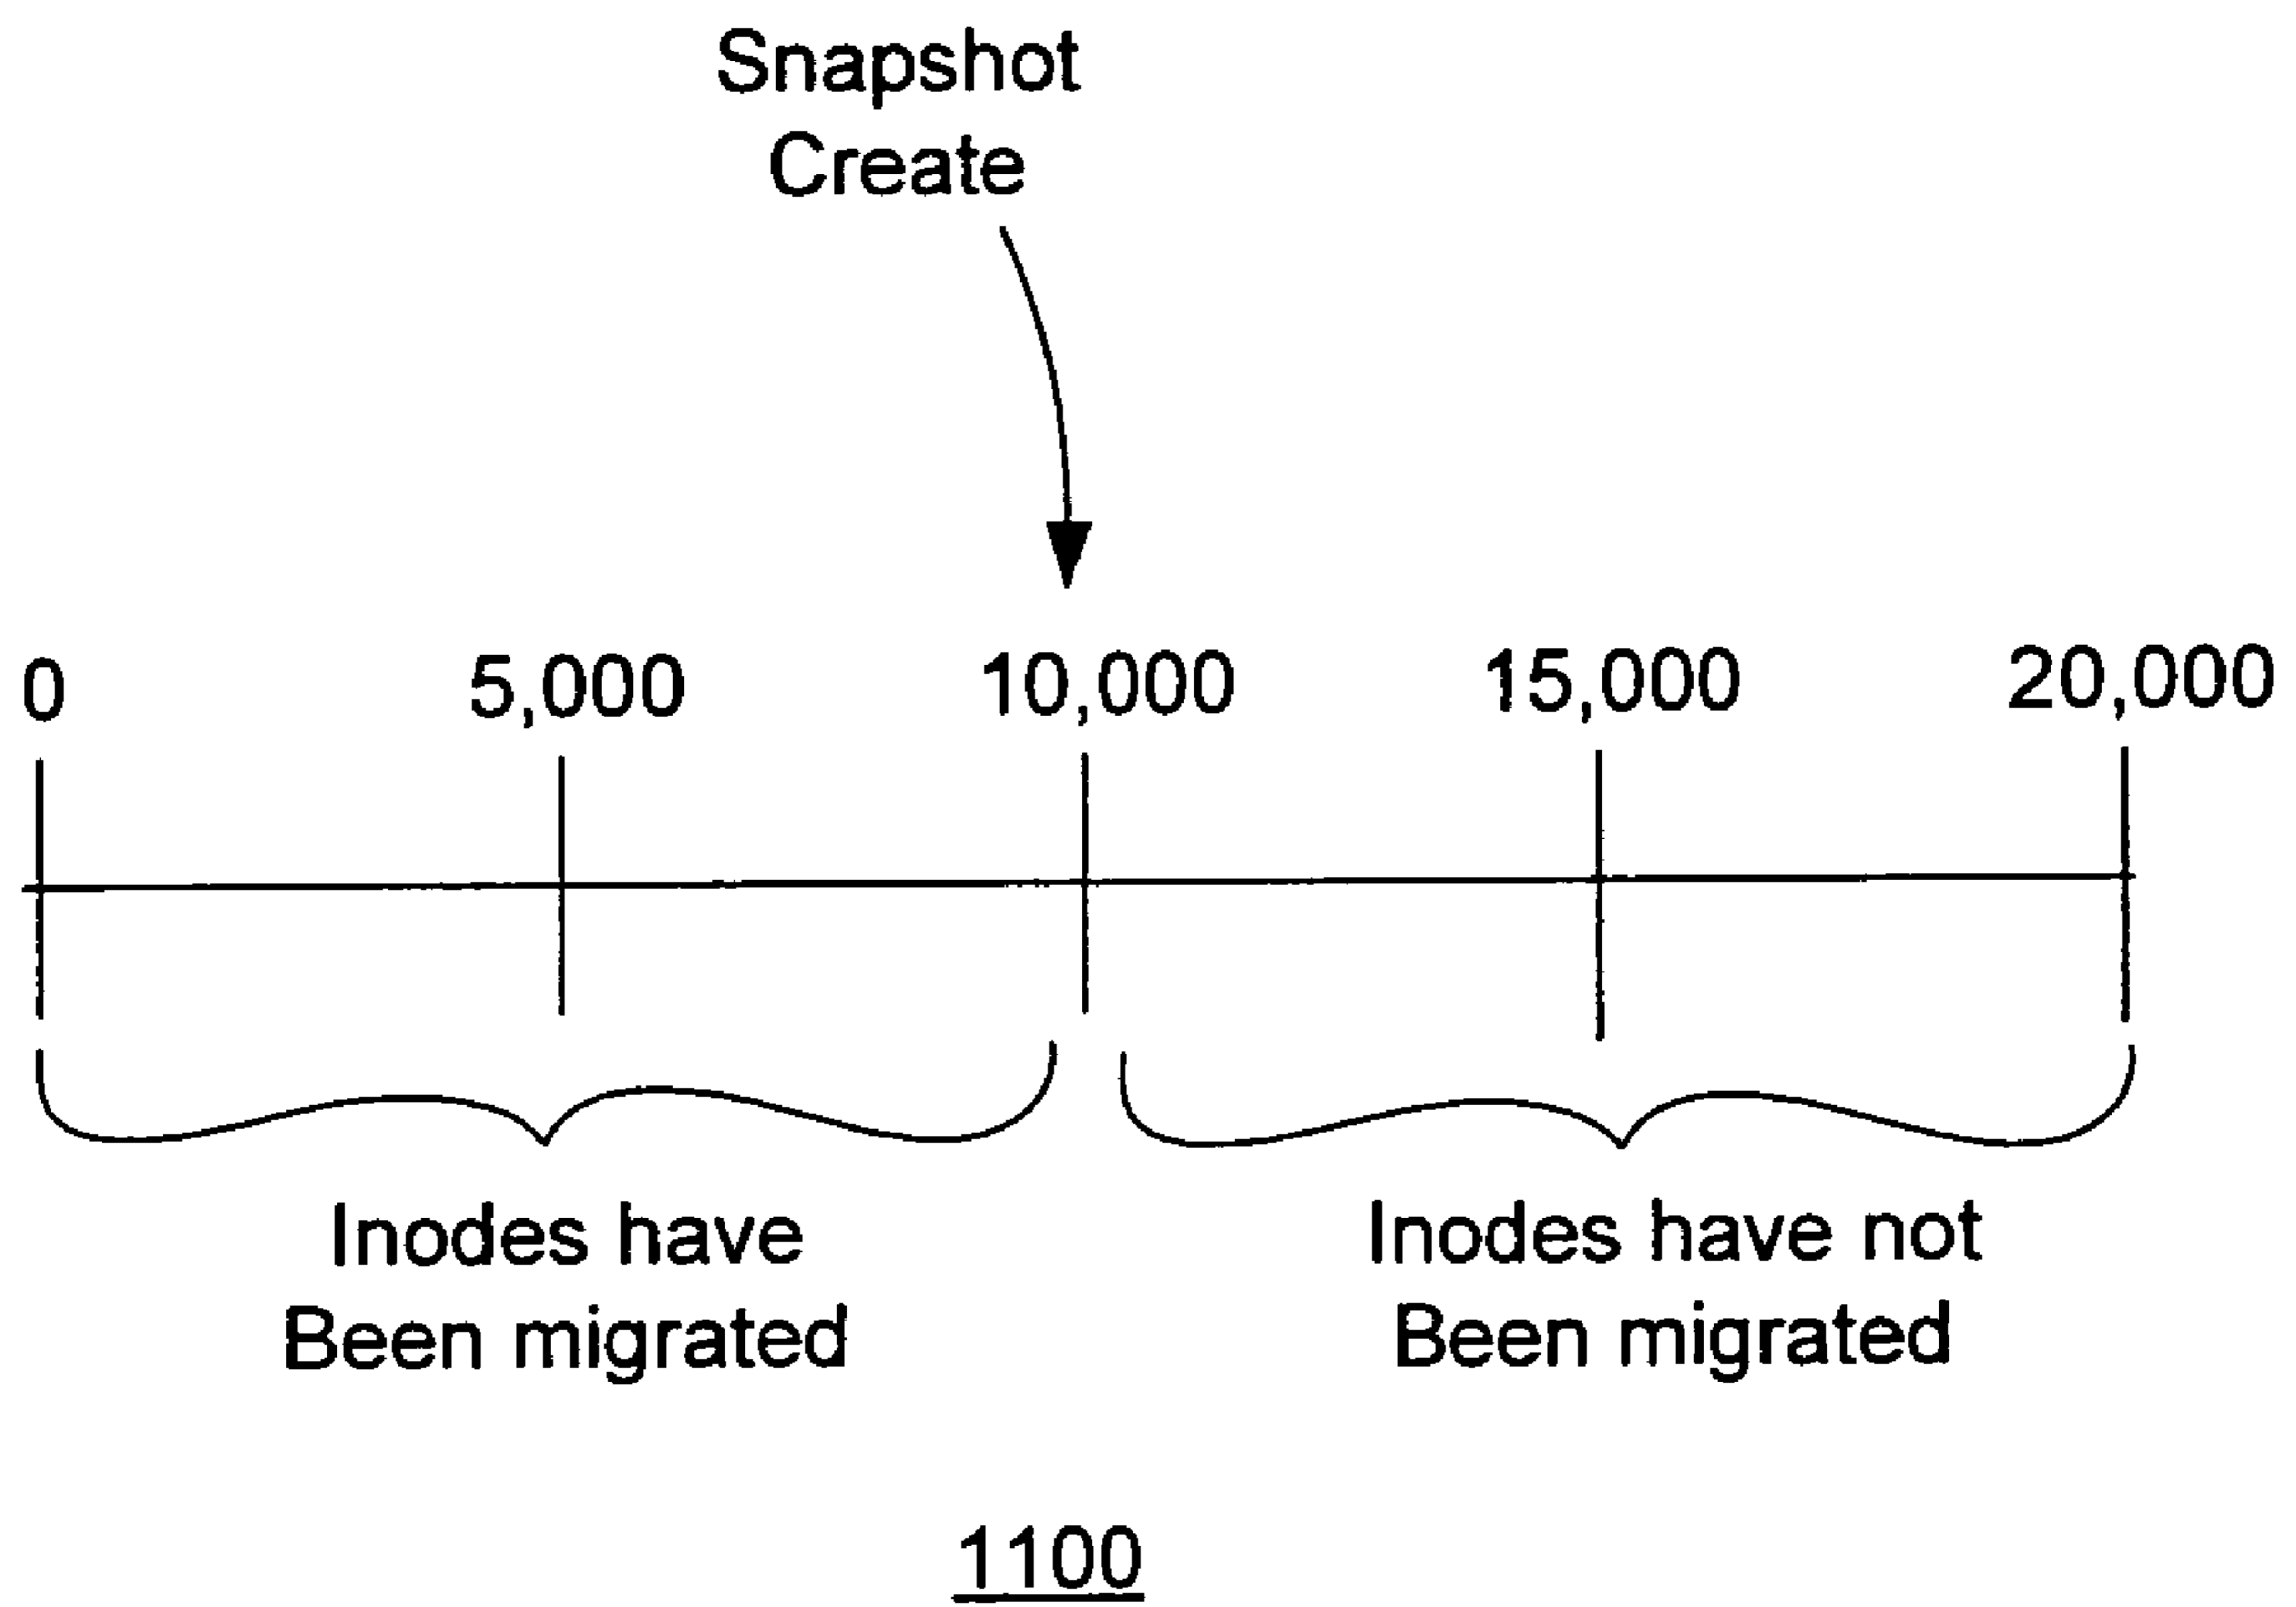 Snapshot
Create
0 5,000 10,000 15,000 20,000
Inodes have
Been migrated
Inodes have not
Been migrated
1100